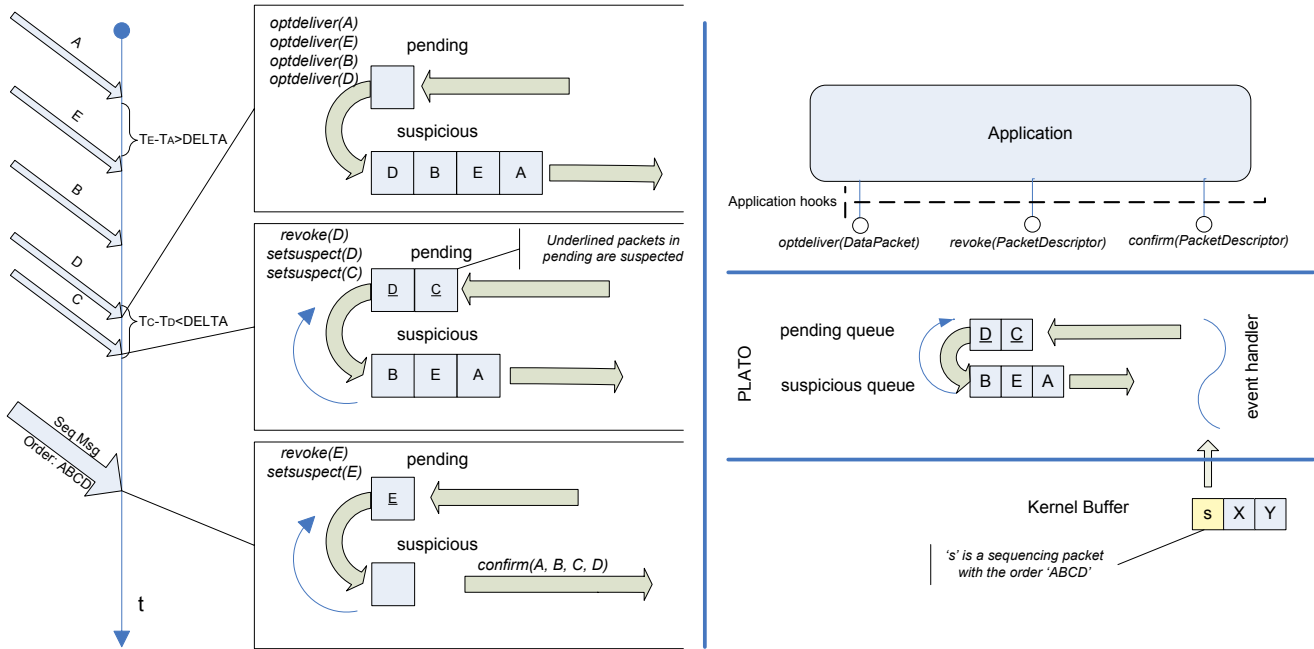 A
E
TE-TA>DELTA
B
D
C
TC-TD<DELTA
Seq Msg
Order: ABCD
t
optdeliver(A)
optdeliver(E)
optdeliver(B)
optdeliver(D)
pending
suspicious
D B E A
revoke(D)
setsuspect(D)
setsuspect(C)
pending
Underlined packets in
pending are suspected
D C
suspicious
B E A
revoke(E)
setsuspect(E)
pending
E
suspicious
confirm(A, B, C, D)
Application
Application hooks
optdeliver(DataPacket) revoke(PacketDescriptor) confirm(PacketDescriptor)
PLATO
pending queue
D C
suspicious queue
B E A
event handler
Kernel Buffer
s X Y
‘s’ is a sequencing packet
with the order ‘ABCD’